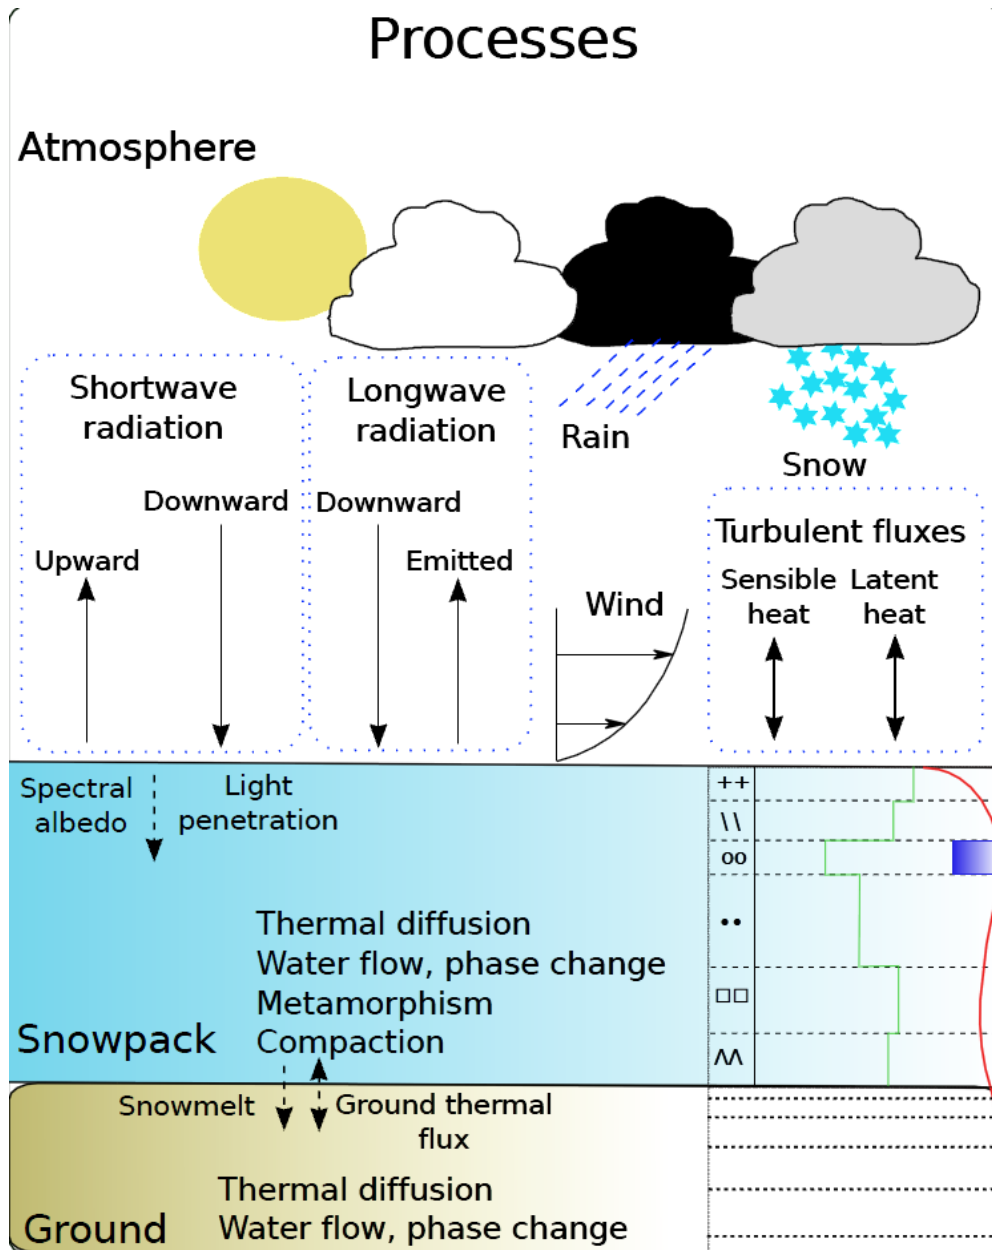 Processes
Atmosphere
Shortwave
radiation
Longwave
radiation
Rain
Snow
Downward
Downward
Upward
Emitted
Wind
Turbulent fluxes
Sensible
heat
Latent
heat
Spectral
albedo
Light
penetration
++
\\
oo
••
□□
ΛΛ
Thermal diffusion
Water flow, phase change
Metamorphism
Compaction
Snowpack
Snowmelt
Ground thermal
flux
Thermal diffusion
Water flow, phase change
Ground